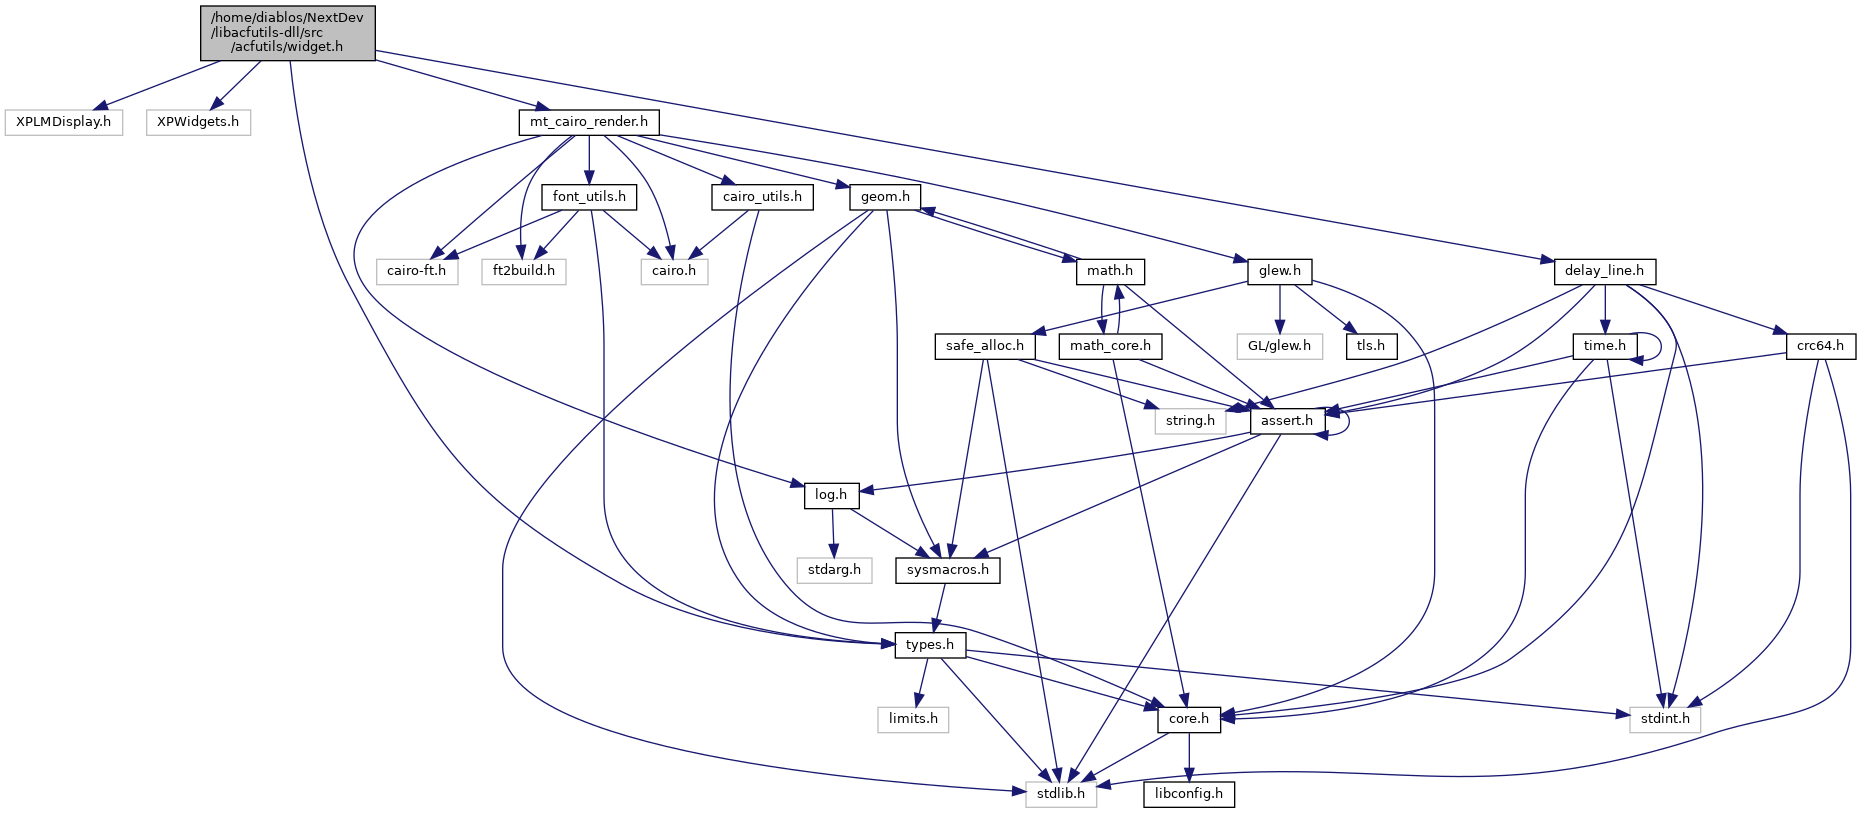 /home/diablos/NextDev
/libacfutils-dll/src
/acfutils/widget.h
XPLMDisplay.h
XPWidgets.h
mt_cairo_render.h
font_utils.h
cairo_utils.h
geom.h
cairo-ft.h
ft2build.h
cairo.h
math.h
glew.h
delay_line.h
safe_alloc.h
math_core.h
GL/glew.h
tls.h
time.h
crc64.h
string.h
assert.h
log.h
stdarg.h
sysmacros.h
types.h
limits.h
core.h
stdint.h
stdlib.h
libconfig.h